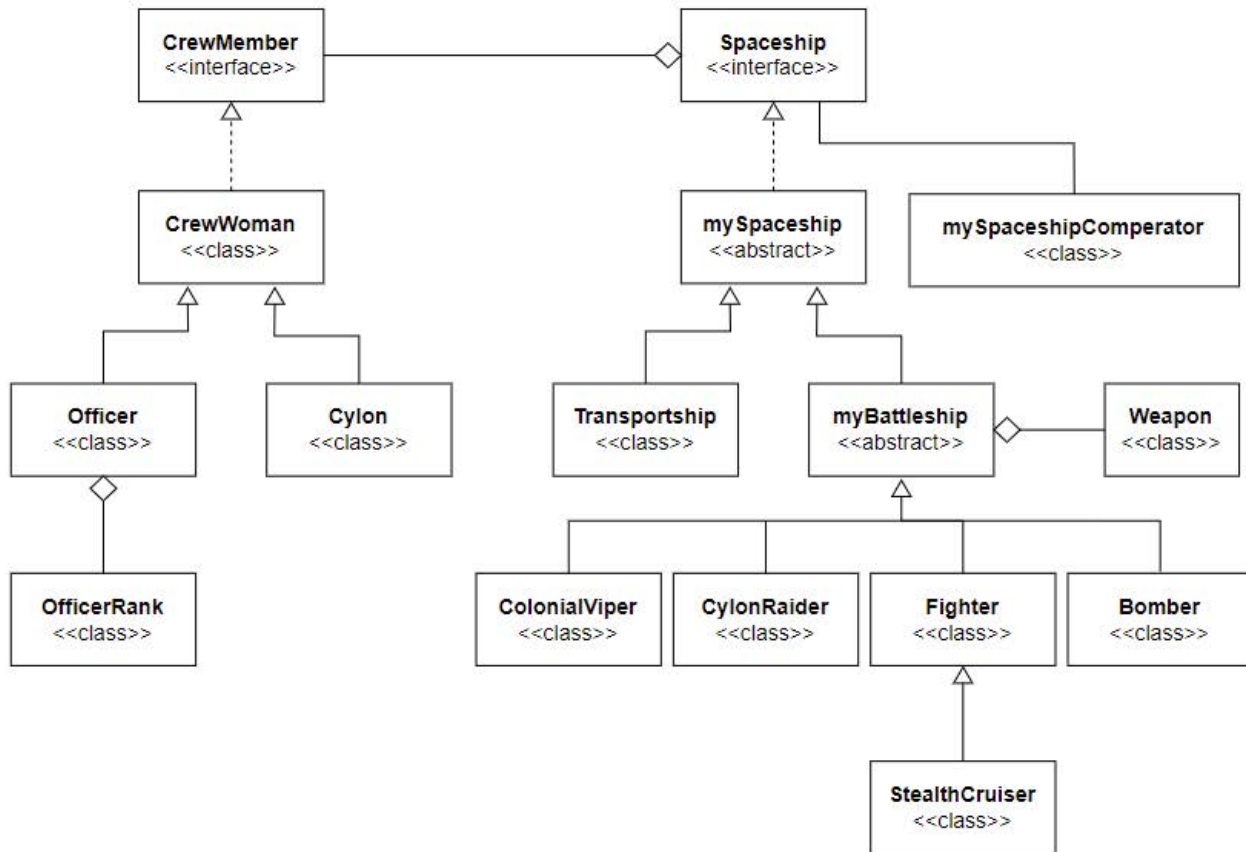 CrewMember
<<interface>>
Spaceship
<<interface>>
CrewWoman
<<class>>
mySpaceship
<<abstract>>
mySpaceshipComperator
<<class>>
Officer
<<class>>
Cylon
<<class>>
Transportship
<<class>>
myBattleship
<<abstract>>
Weapon
<<class>>
OfficerRank
<<class>>
ColonialViper
<<class>>
CylonRaider
<<class>>
Fighter
<<class>>
Bomber
<<class>>
StealthCruiser
<<class>>